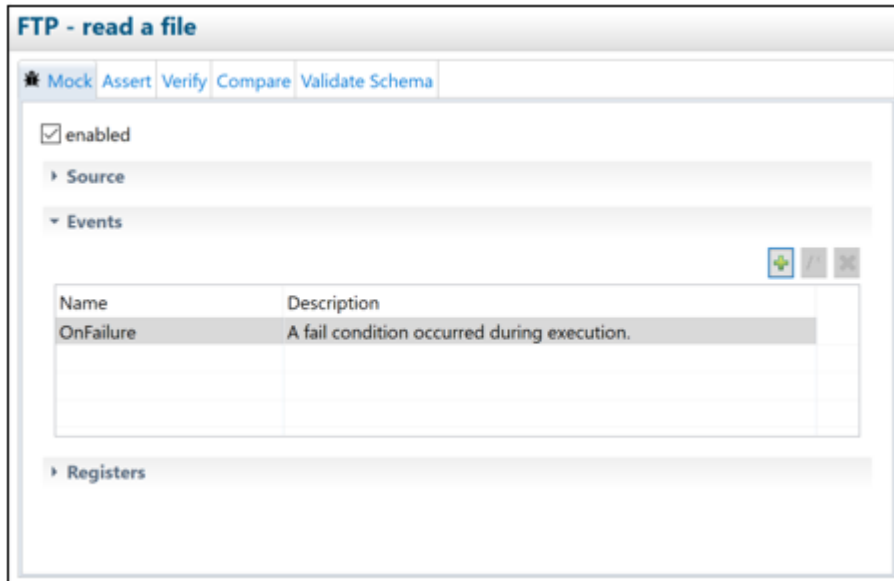 FTP - read a file
Mock Assert Verify Compare Validate Schema
enabled
Source
Events
Name Description
OnFailure A fail condition occurred during execution.
Registers